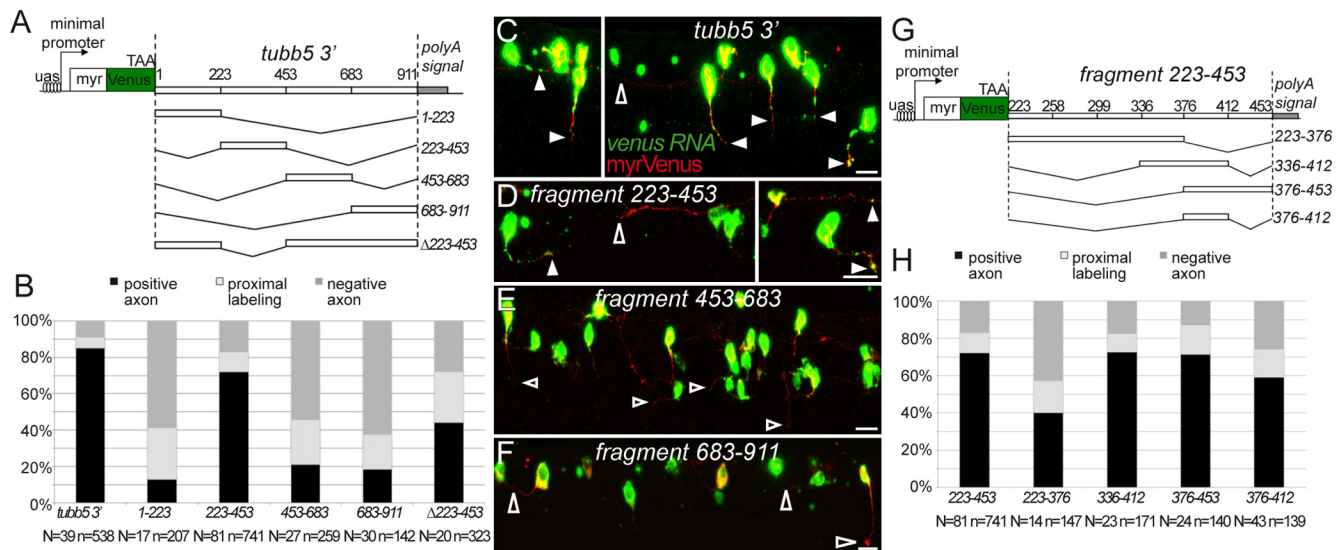 A
minimal promoter
uas
myr
Venus
TAA
tubb5 3’
polyA signal
1 223 453 683 911
1-223
223-453
453-683
683-911
Δ223-453
B
positive axon
proximal labeling
negative axon
100%
80%
60%
40%
20%
0%
tubb5 3’ 1-223 223-453 453-683 683-911 Δ223-453
N=39 n=538 N=17 n=207 N=81 n=741 N=27 n=259 N=30 n=142 N=20 n=323
C
tubb5 3’
venus RNA
myrVenus
D
fragment 223-453
E
fragment 453-683
F
fragment 683-911
G
minimal promoter
uas
myr
Venus
TAA
fragment 223-453
polyA signal
223 258 299 336 376 412 453
223-376
336-412
376-453
376-412
H
positive axon
proximal labeling
negative axon
100%
80%
60%
40%
20%
0%
223-453 223-376 336-412 376-453 376-412
N=81 n=741 N=14 n=147 N=23 n=171 N=24 n=140 N=43 n=139